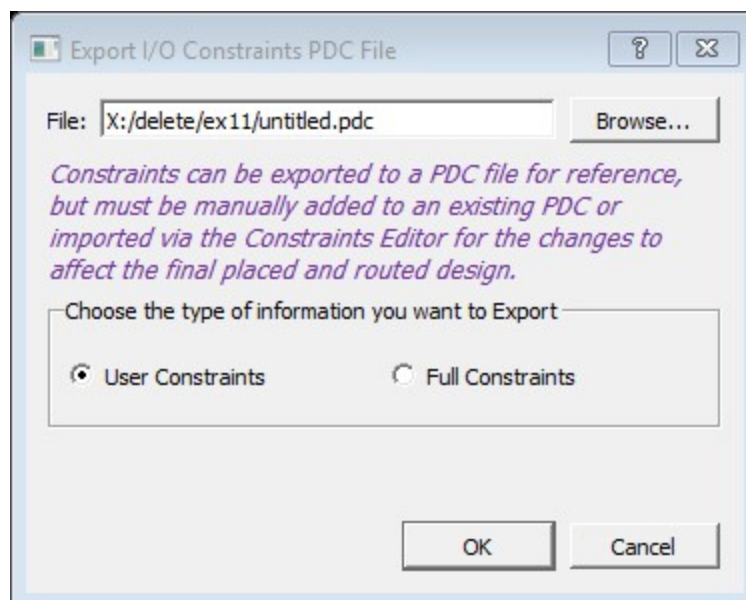 Export I/O Constraints PDC File
File: X:/delete/ex11/untitled.pdc Browse...
Constraints can be exported to a PDC file for reference,
but must be manually added to an existing PDC or
imported via the Constraints Editor for the changes to
affect the final placed and routed design.
Choose the type of information you want to Export
User Constraints Full Constraints
OK Cancel